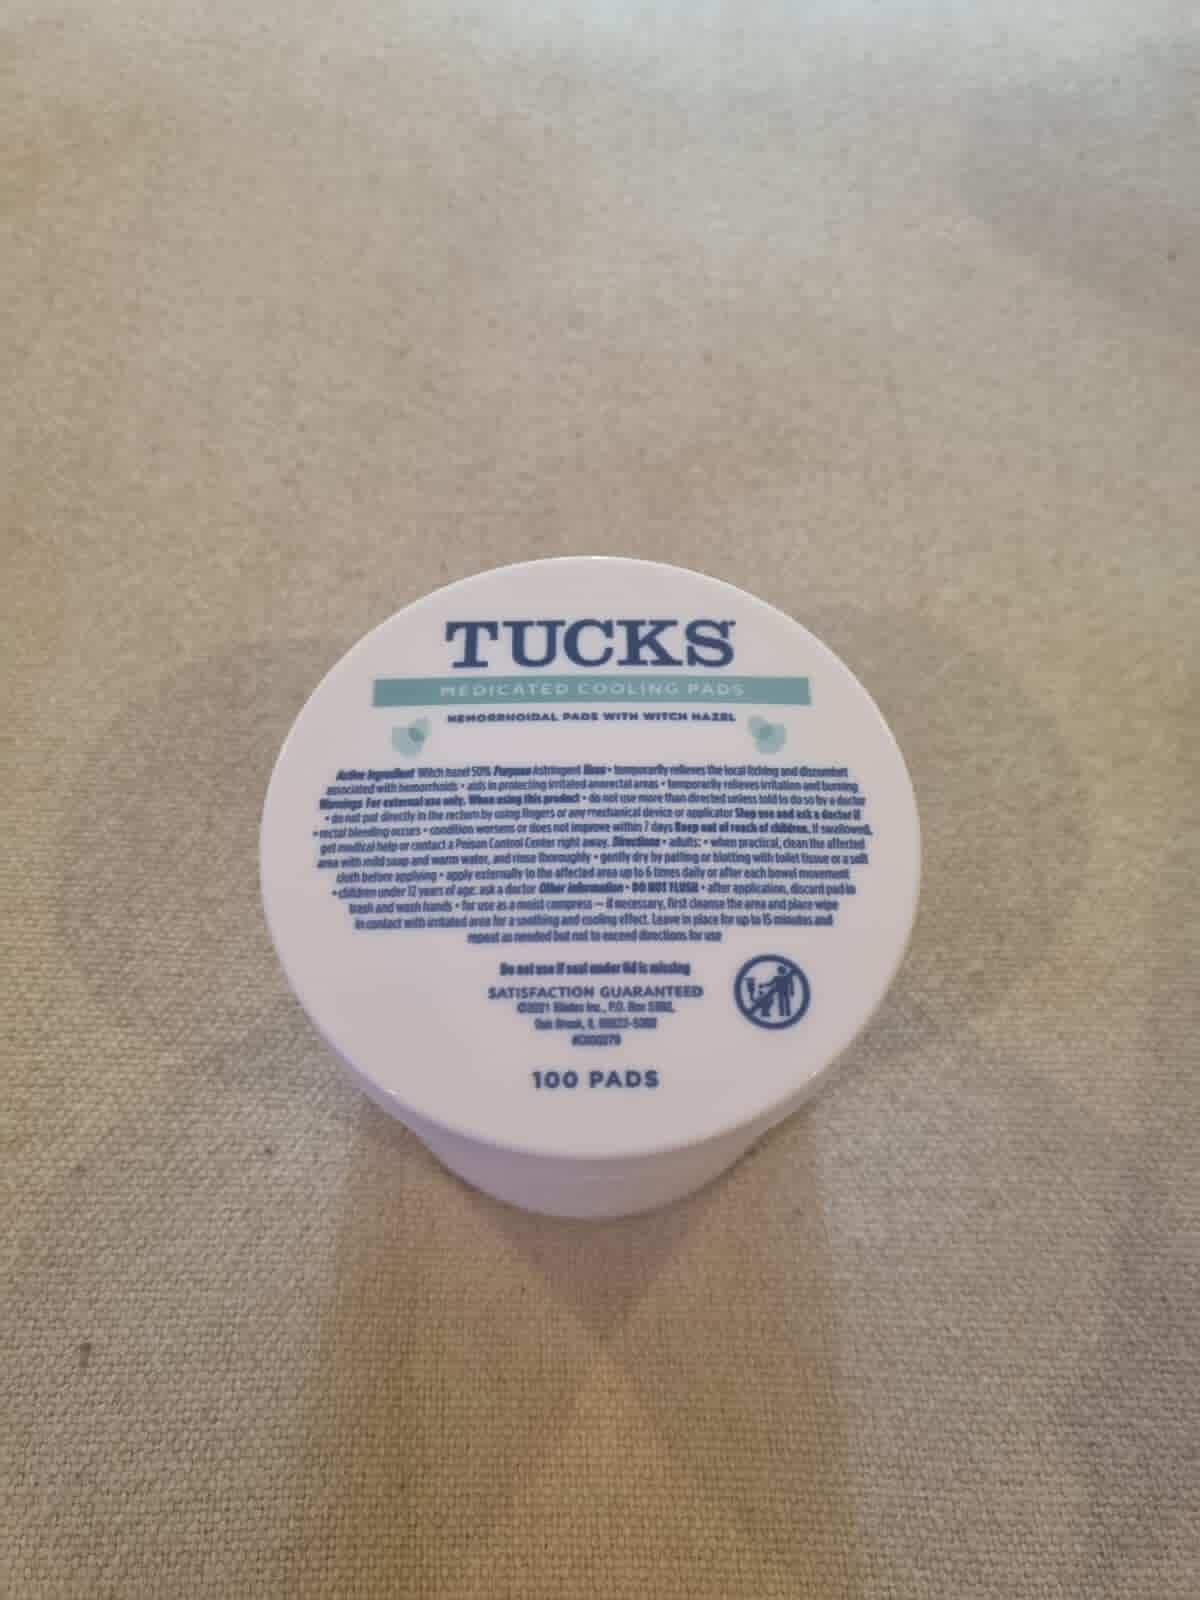 TUCKS
MEDICATED COOLING PADS
HEMORRHOIDAL PADS WITH WITCH HAZEL
Active Ingredient Witch hazel 50% Purpose Astringent Uses • temporarily relieves the local itching and discomfort
associated with hemorrhoids • aids in protecting irritated anorectal areas • temporarily relieves irritation and burning
Warnings For external use only. When using this product • do not use more than directed unless told to do so by a doctor
• do not put directly in the rectum by using fingers or any mechanical device or applicator Stop use and ask a doctor if
• rectal bleeding occurs • condition worsens or does not improve within 7 days Keep out of reach of children. If swallowed,
get medical help or contact a Poison Control Center right away. Directions • adults: • when practical, clean the affected
area with mild soap and warm water, and rinse thoroughly • gently dry by patting or blotting with toilet tissue or a soft
cloth before applying • apply externally to the affected area up to 6 times daily or after each bowel movement
• children under 12 years of age: ask a doctor Other information • DO NOT FLUSH • after application, discard pad in
trash and wash hands • for use as a moist compress – if necessary, first cleanse the area and place wipe
in contact with irritated area for a soothing and cooling effect. Leave in place for up to 15 minutes and
repeat as needed but not to exceed directions for use
Do not use if seal under lid is missing
SATISFACTION GUARANTEED
©2021 Blistex Inc., P.O. Box
Oak Brook, IL
100 PADS